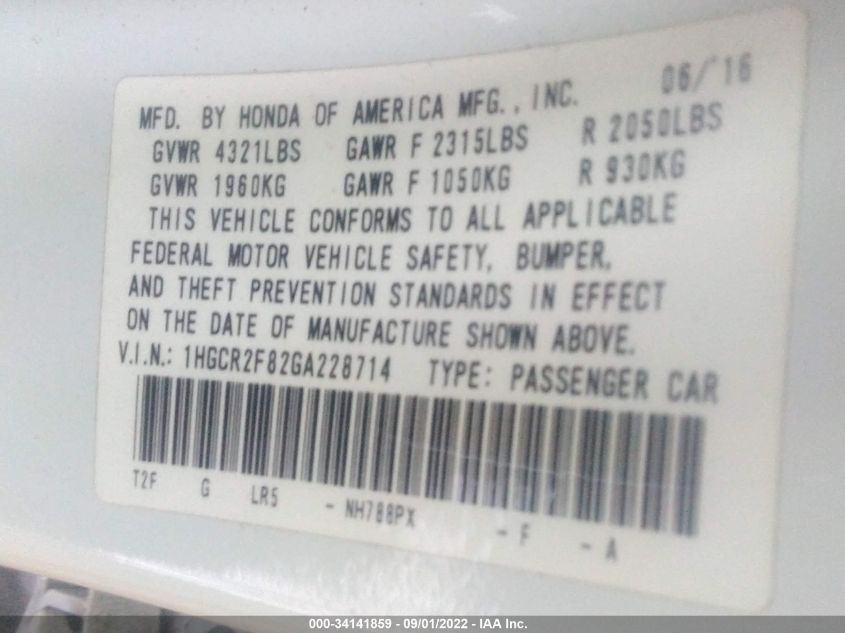 06/'16
MFD. BY HONDA OF AMERICA MFG., INC.
GVWR 4321LBS GAWR F 2315LBS R 2050LBS
GVWR 1960KG GAWR F 1050KG R 930KG
THIS VEHICLE CONFORMS TO ALL APPLICABLE
FEDERAL MOTOR VEHICLE SAFETY, BUMPER,
AND THEFT PREVENTION STANDARDS IN EFFECT
ON THE DATE OF MANUFACTURE SHOWN ABOVE.
V.I.N.: 1HGCR2F82GA228714 TYPE: PASSENGER CAR
T2F G LR5 - NH788PX - F - A
000-34141859 - 09/01/2022 - IAA Inc.